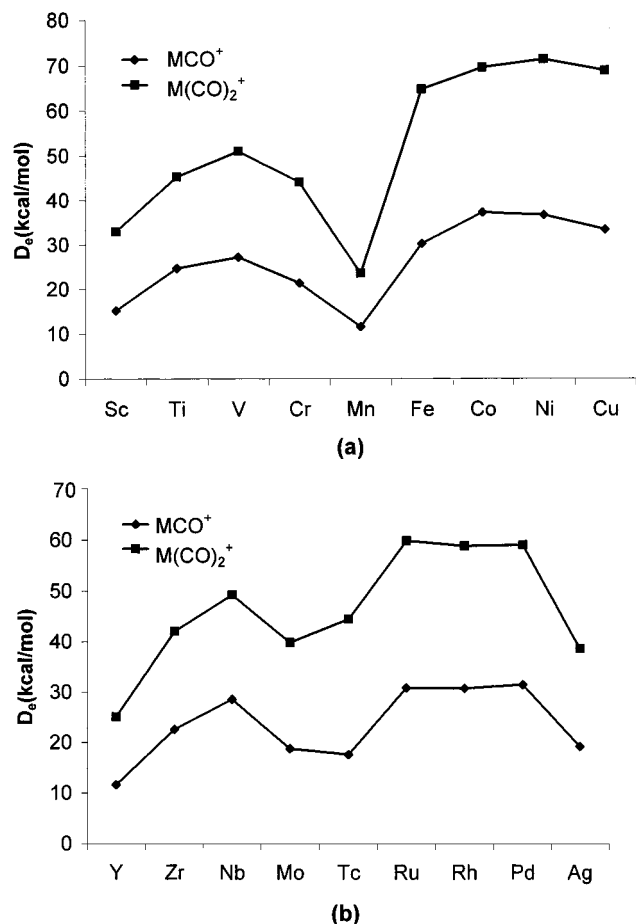 80
70
60
50
40
30
20
10
0
Dₑ(kcal/mol)
MCO⁺
M(CO)₂⁺
Sc Ti V Cr Mn Fe Co Ni Cu
(a)
70
60
50
40
30
20
10
0
Dₑ(kcal/mol)
MCO⁺
M(CO)₂⁺
Y Zr Nb Mo Tc Ru Rh Pd Ag
(b)